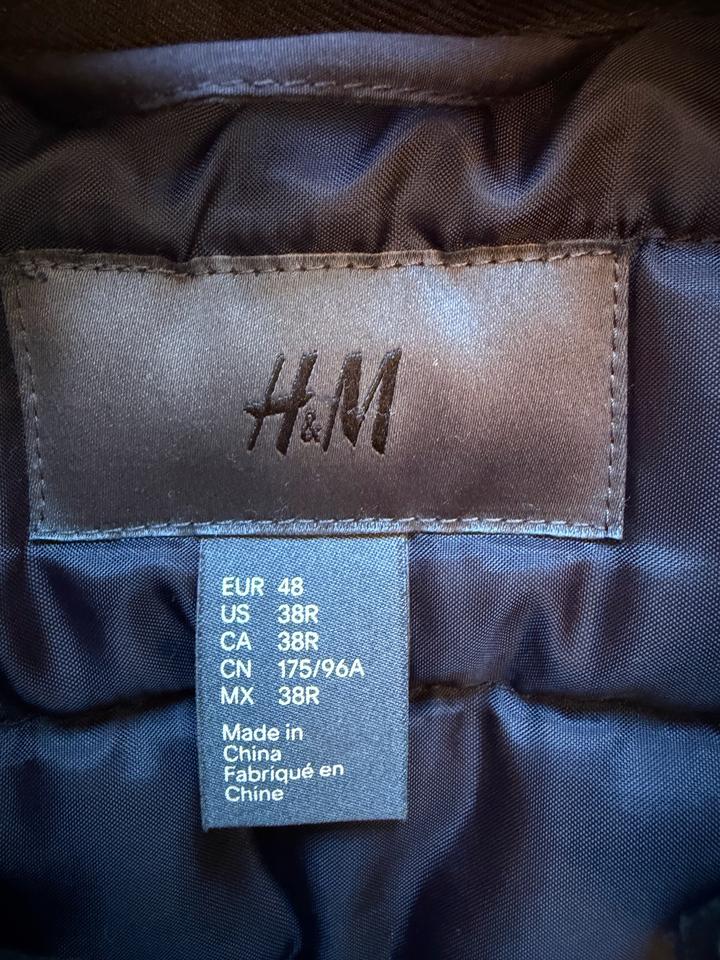 H&M
EUR 48
US 38R
CA 38R
CN 175/96A
MX 38R
Made in
China
Fabriqué en
Chine